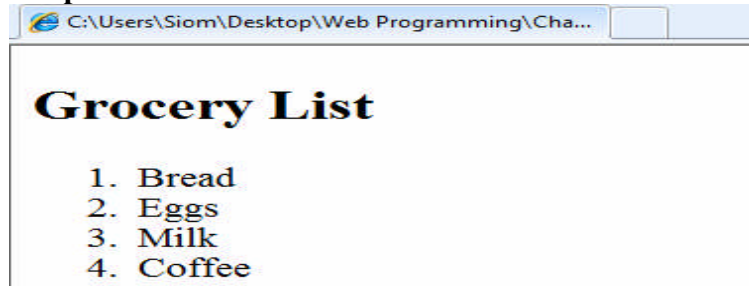 C:\Users\Siom\Desktop\Web Programming\Cha...
Grocery List
1. Bread
2. Eggs
3. Milk
4. Coffee